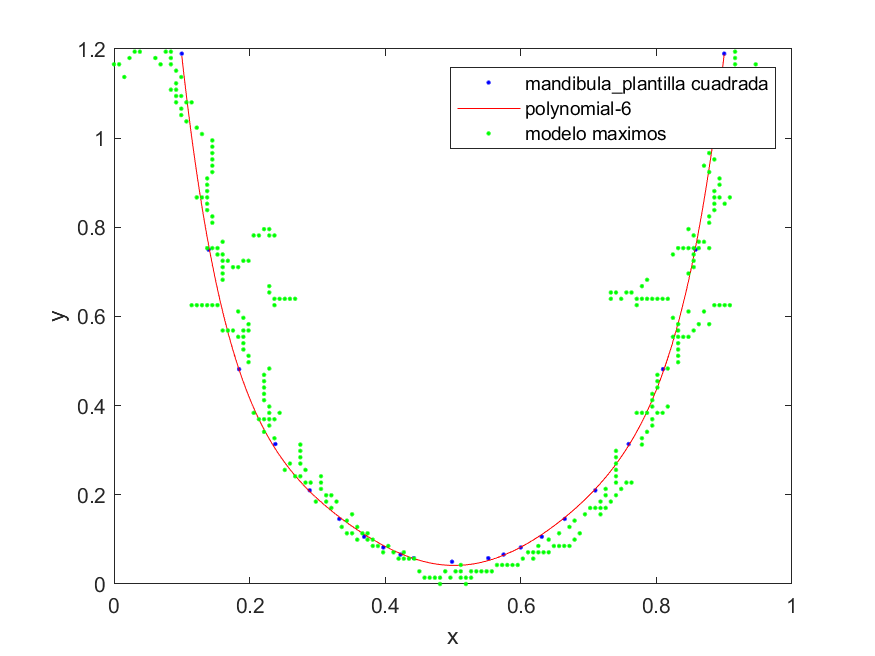 mandibula_plantilla cuadrada
polynomial-6
modelo maximos
1.2
1
0.8
0.6
0.4
0.2
0
y
0 0.2 0.4 0.6 0.8 1
x